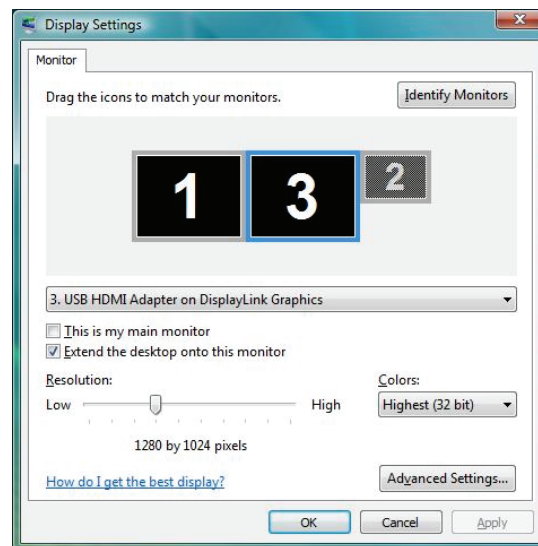 Display Settings
Monitor
Drag the icons to match your monitors.
Identify Monitors
1
3
2
3. USB HDMI Adapter on DisplayLink Graphics
This is my main monitor
Extend the desktop onto this monitor
Resolution:
Colors:
Low
High
Highest (32 bit)
1280 by 1024 pixels
How do I get the best display?
Advanced Settings...
OK
Cancel
Apply